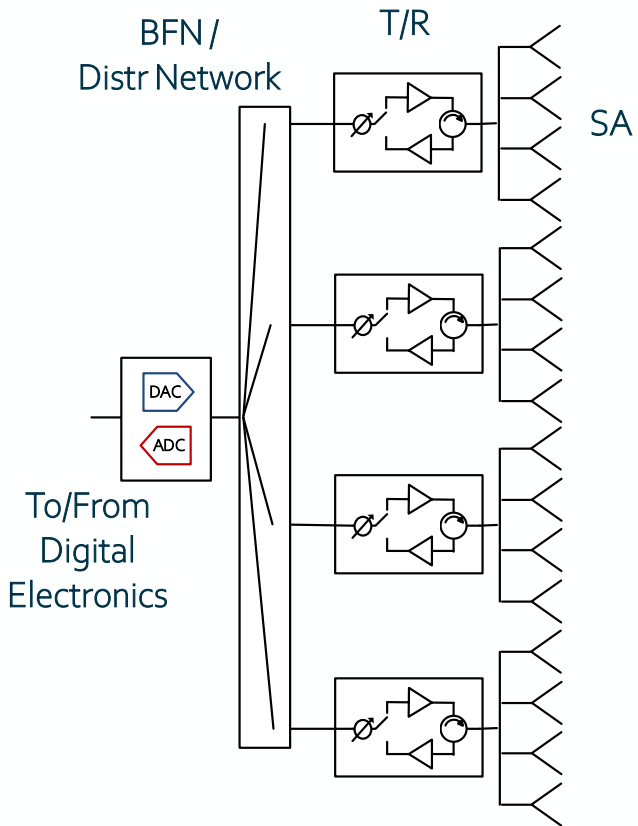 BFN /
Distr Network
T/R
SA
DAC
ADC
To/From
Digital
Electronics